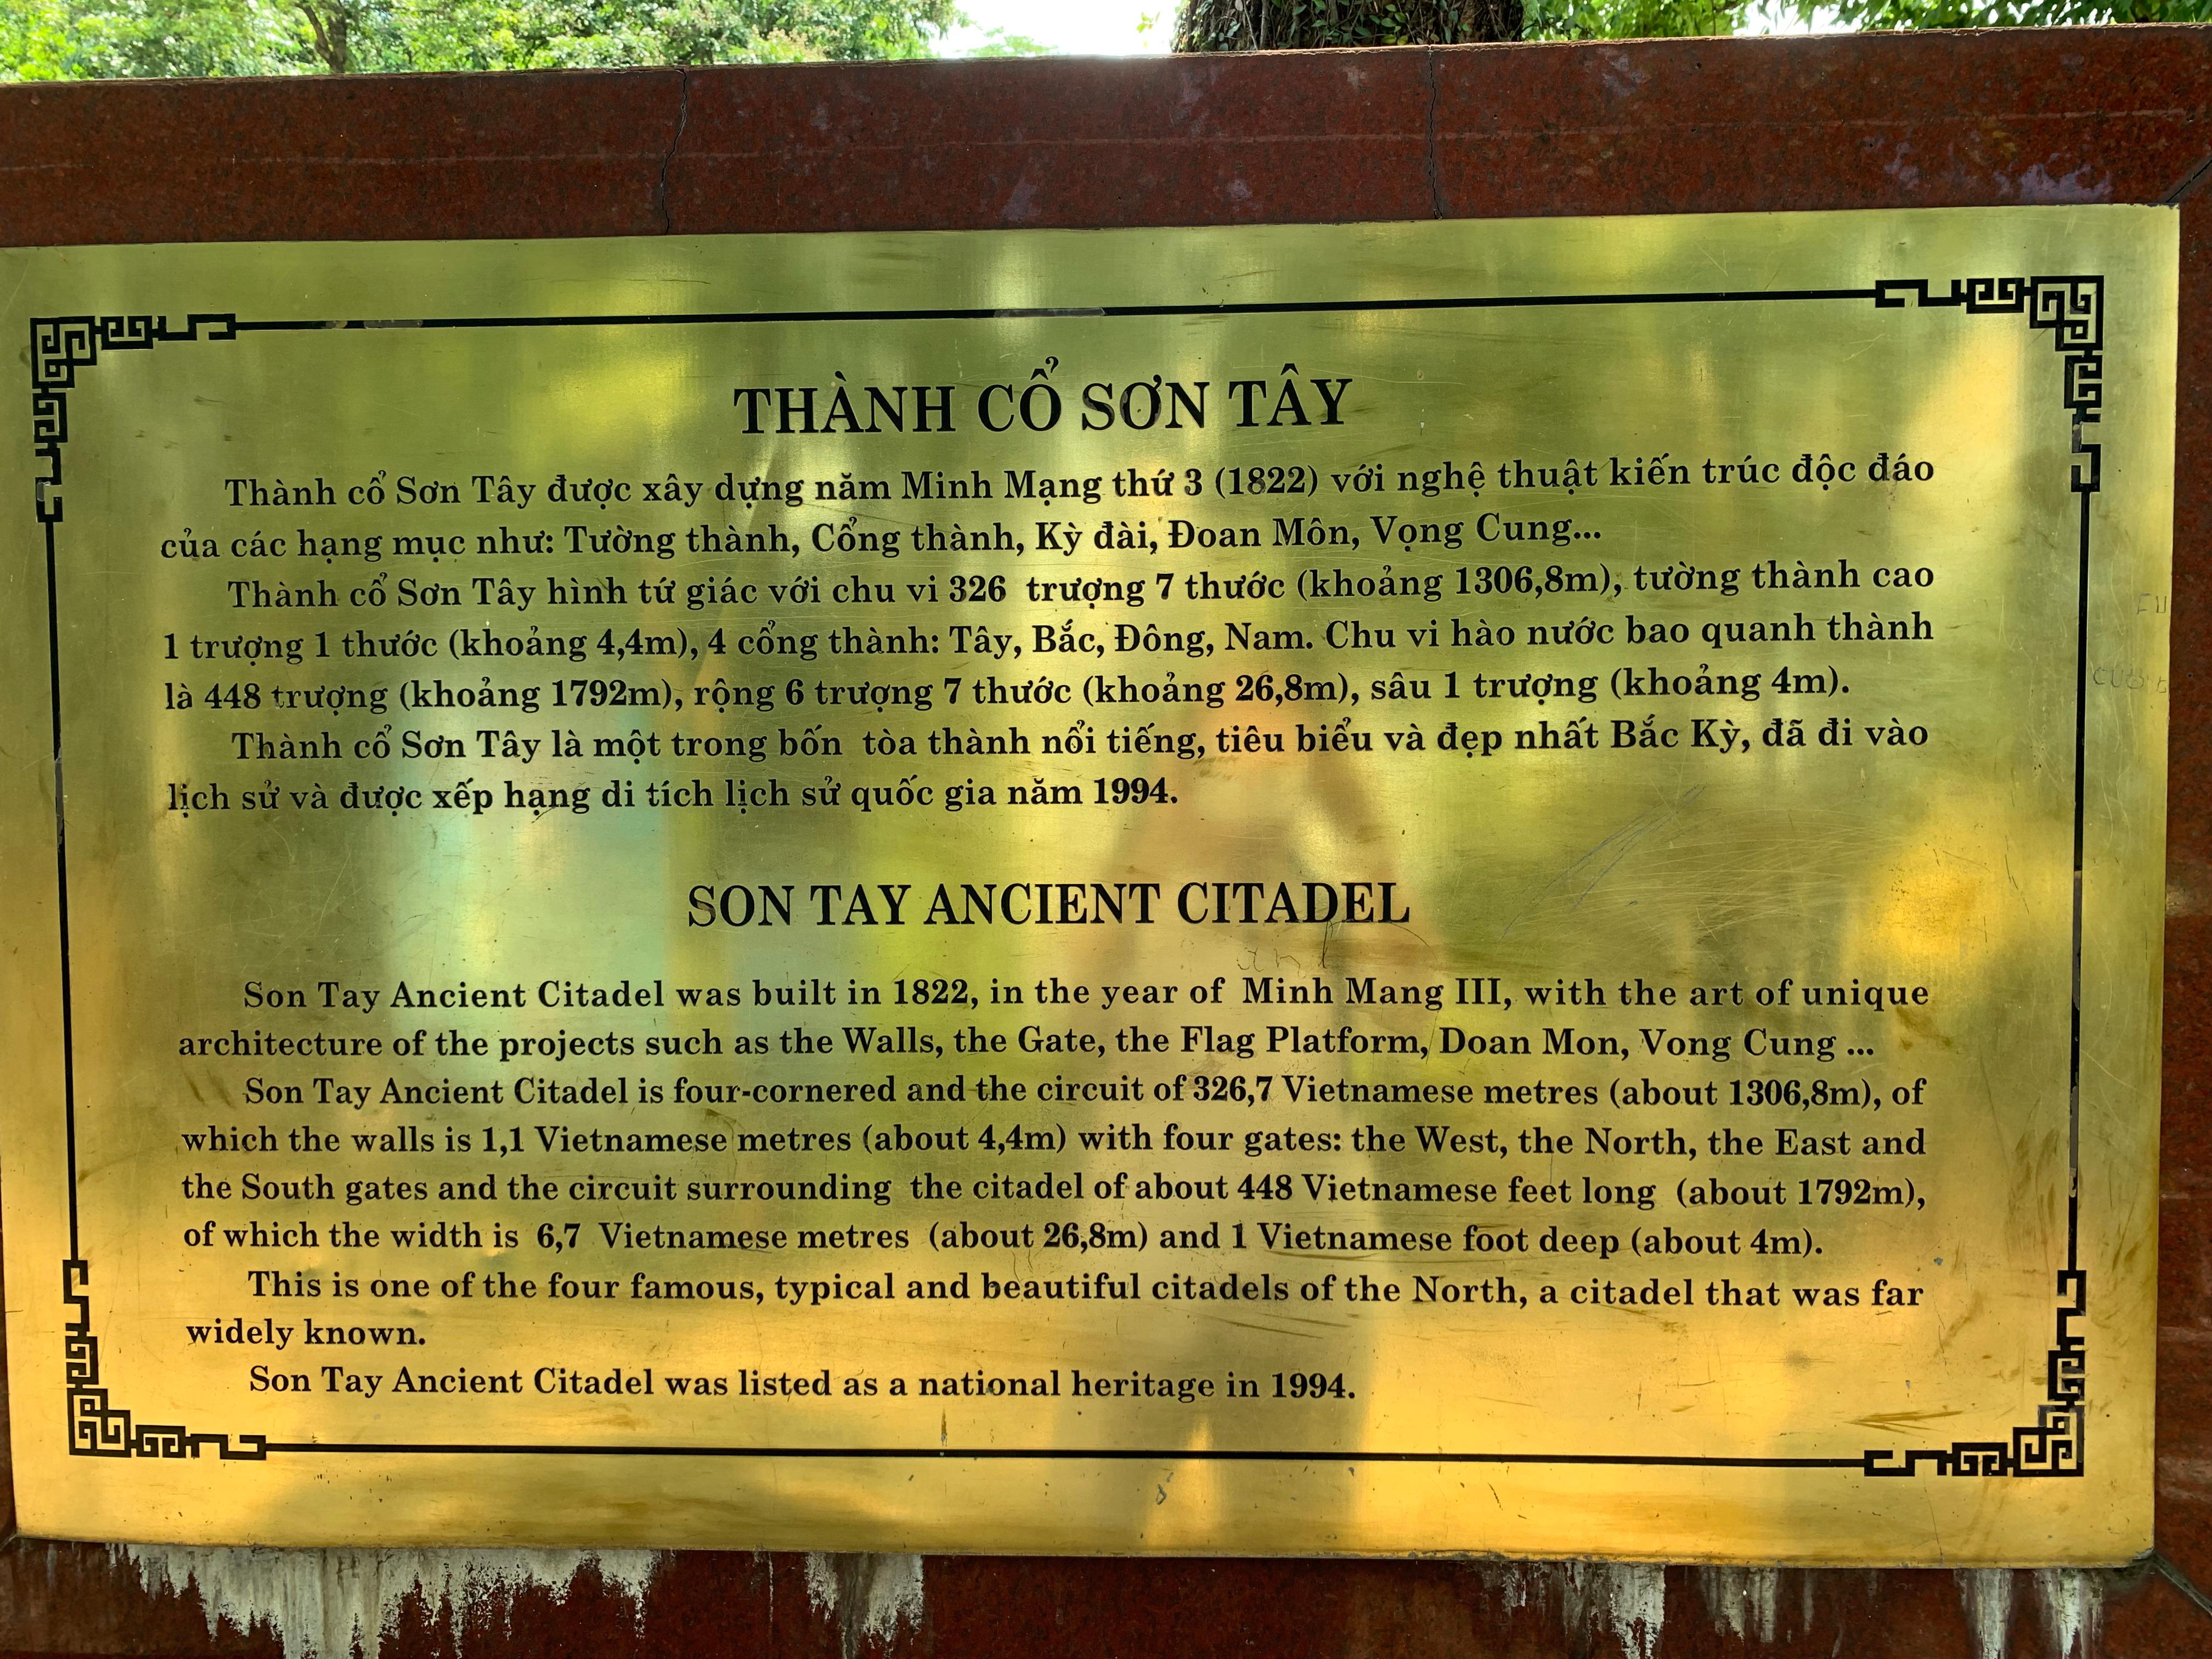 THÀNH CỔ SƠN TÂY
Thành cổ Sơn Tây được xây dựng năm Minh Mạng thứ 3 (1822) với nghệ thuật kiến trúc độc đáo
của các hạng mục như: Tường thành, Cổng thành, Kỳ đài, Đoan Môn, Vọng Cung...
Thành cổ Sơn Tây hình tứ giác với chu vi 326 trượng 7 thước (khoảng 1306,8m), tường thành cao
1 trượng 1 thước (khoảng 4,4m), 4 cổng thành: Tây, Bắc, Đông, Nam. Chu vi hào nước bao quanh thành
là 448 trượng (khoảng 1792m), rộng 6 trượng 7 thước (khoảng 26,8m), sâu 1 trượng (khoảng 4m).
Thành cổ Sơn Tây là một trong bốn tòa thành nổi tiếng, tiêu biểu và đẹp nhất Bắc Kỳ, đã đi vào
lịch sử và được xếp hạng di tích lịch sử quốc gia năm 1994.
SON TAY ANCIENT CITADEL
Son Tay Ancient Citadel was built in 1822, in the year of Minh Mang III, with the art of unique
architecture of the projects such as the Walls, the Gate, the Flag Platform, Doan Mon, Vong Cung ...
Son Tay Ancient Citadel is four-cornered and the circuit of 326,7 Vietnamese metres (about 1306,8m), of
which the walls is 1,1 Vietnamese metres (about 4,4m) with four gates: the West, the North, the East and
the South gates and the circuit surrounding the citadel of about 448 Vietnamese feet long (about 1792m),
of which the width is 6,7 Vietnamese metres (about 26,8m) and 1 Vietnamese foot deep (about 4m).
This is one of the four famous, typical and beautiful citadels of the North, a citadel that was far
widely known.
Son Tay Ancient Citadel was listed as a national heritage in 1994.